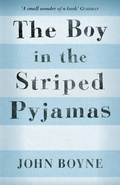 'A small wonder of a book' Guardian
The Boy
in the
Striped
Pyjamas
JOHN BOYNE